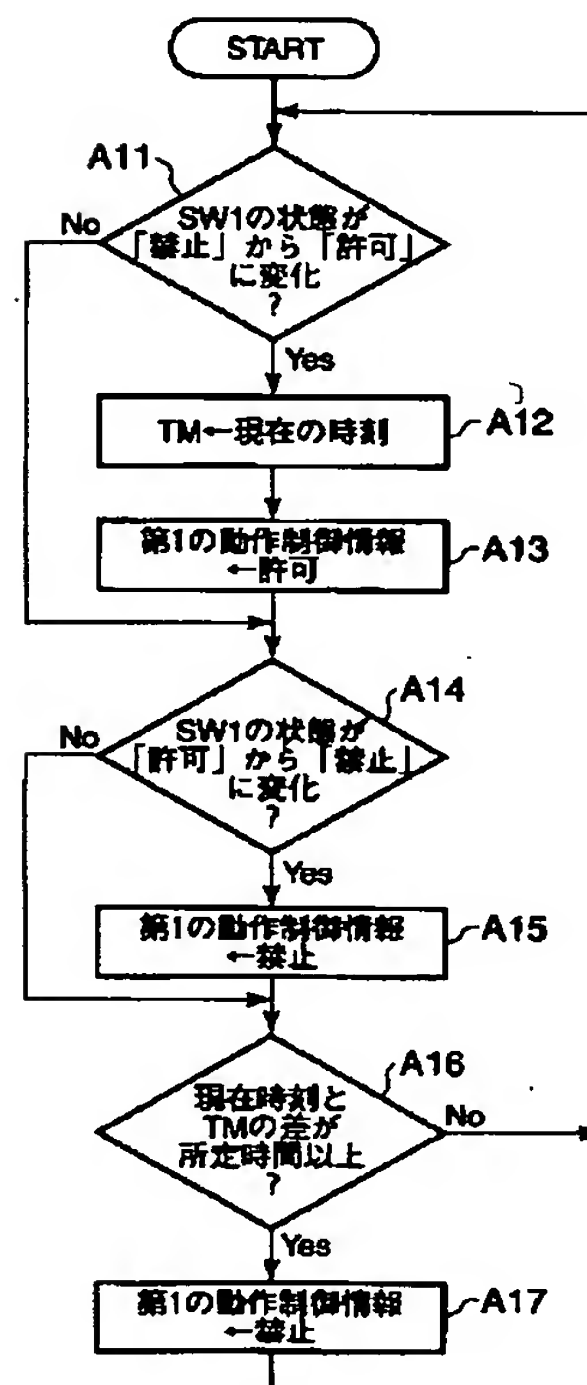 START
A11
No
SW1の状態が
「禁止」から「許可」
に変化
?
Yes
TM←現在の時刻
A12
第1の動作制御情報
←許可
A13
A14
No
SW1の状態が
「許可」から「禁止」
に変化
?
Yes
第1の動作制御情報
←禁止
A15
A16
現在時刻と
TMの差が
所定時間以上
?
No
Yes
第1の動作制御情報
←禁止
A17